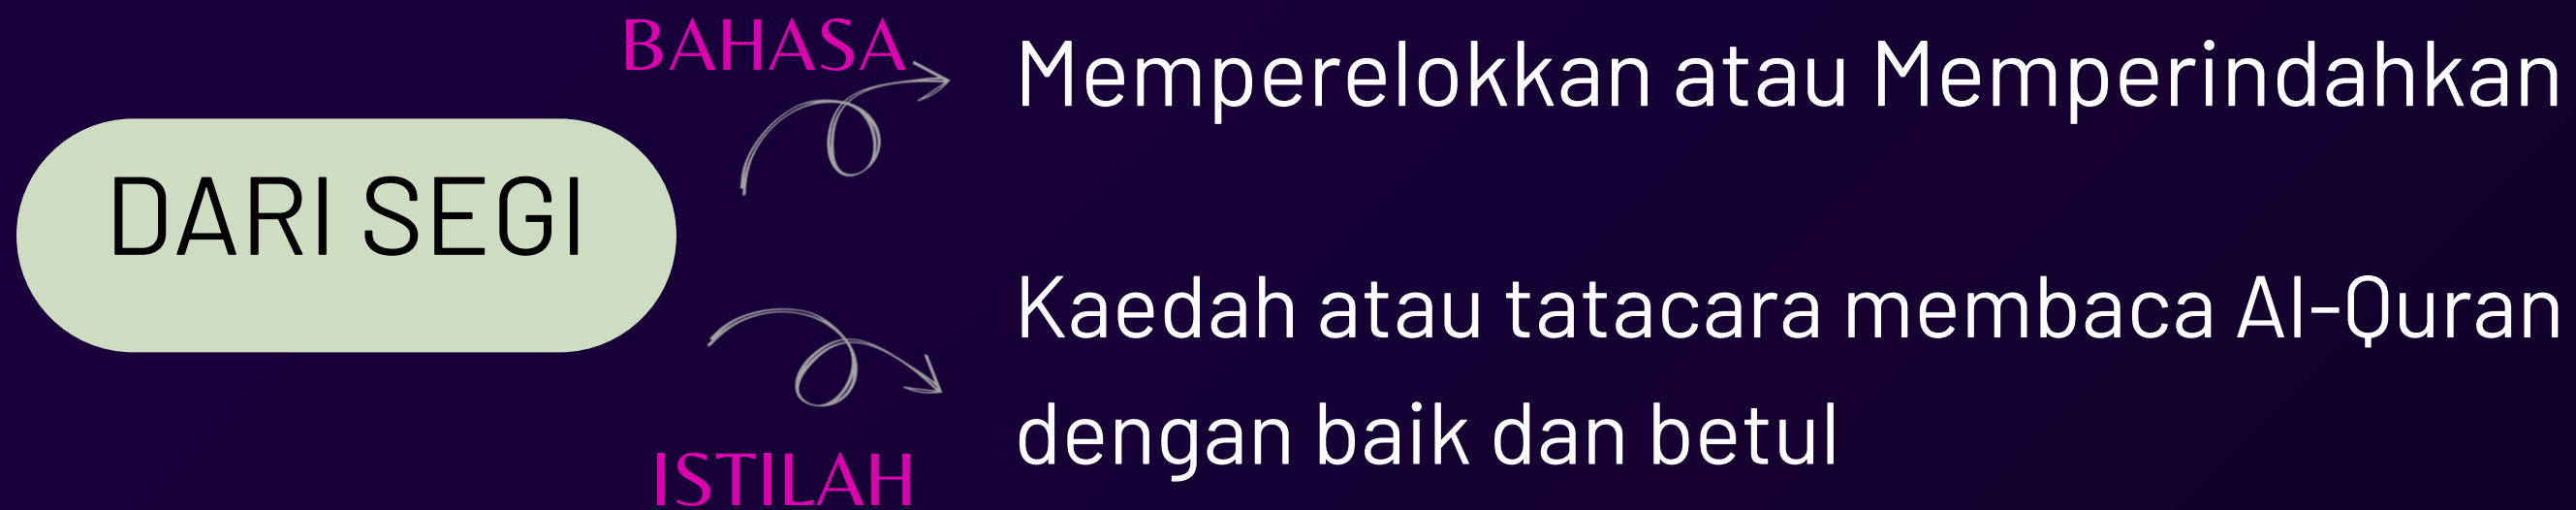 DARI SEGI
BAHASA
Memperelokkan atau Memperindahkan
ISTILAH
Kaedah atau tatacara membaca Al-Quran
dengan baik dan betul